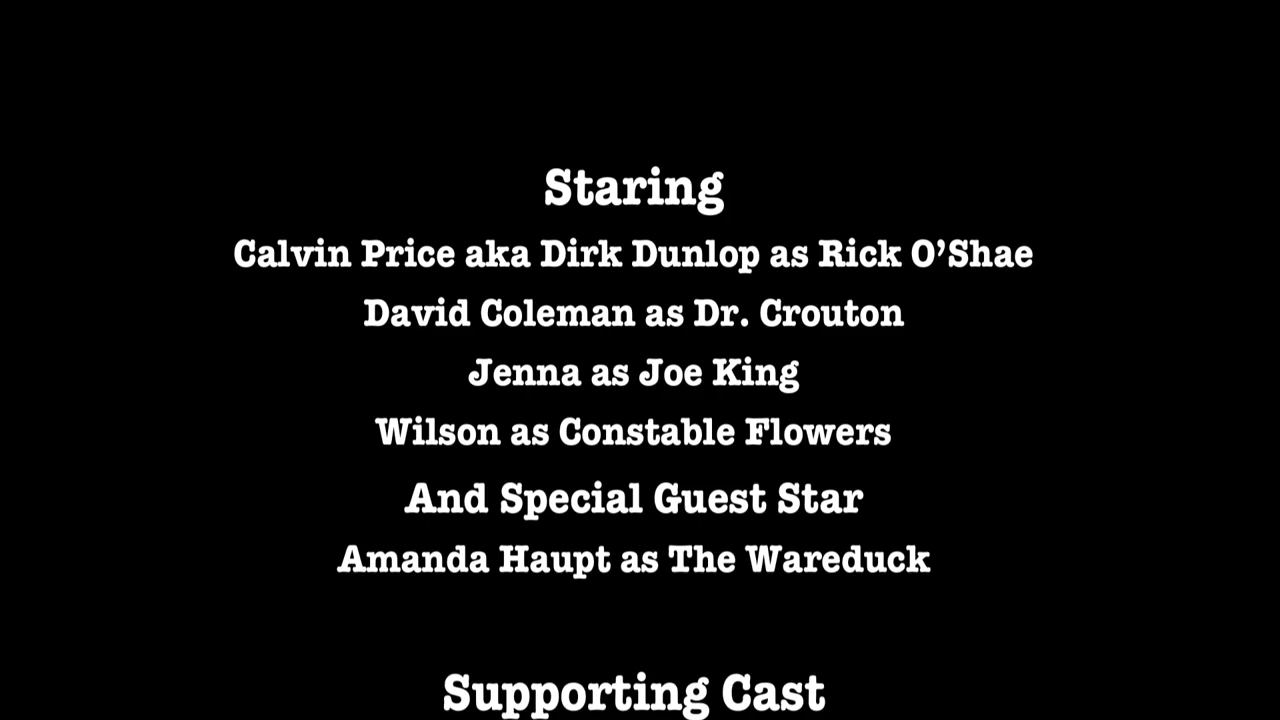 Staring
Calvin Price aka Dirk Dunlop as Rick O’Shae
David Coleman as Dr. Crouton
Jenna as Joe King
Wilson as Constable Flowers
And Special Guest Star
Amanda Haupt as The Wareduck
Supporting Cast